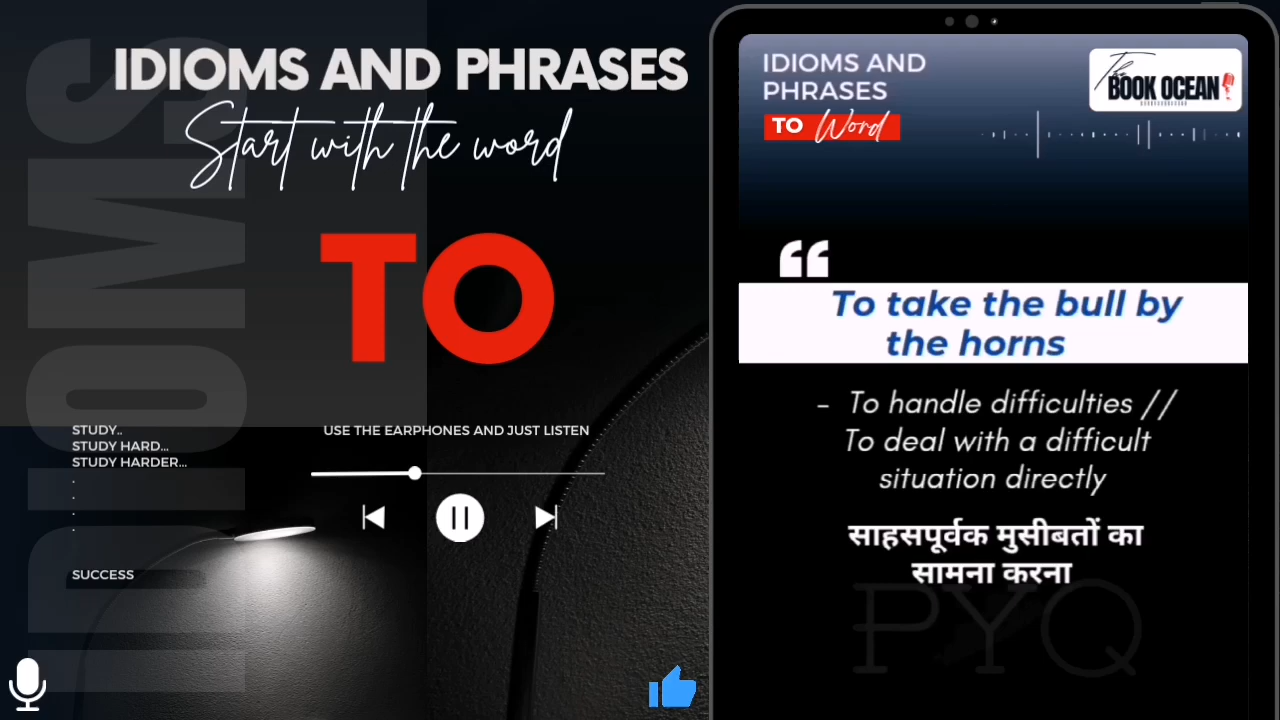 IDIOMS
IDIOMS AND PHRASES
Start with the word
TO
STUDY..
STUDY HARD...
STUDY HARDER...
.
.
.
.
SUCCESS
USE THE EARPHONES AND JUST LISTEN
IDIOMS AND
PHRASES
TO Word
The
BOOK OCEAN
To take the bull by
the horns
- To handle difficulties //
To deal with a difficult
situation directly
साहसपूर्वक मुसीबतों का
सामना करना
PYQ